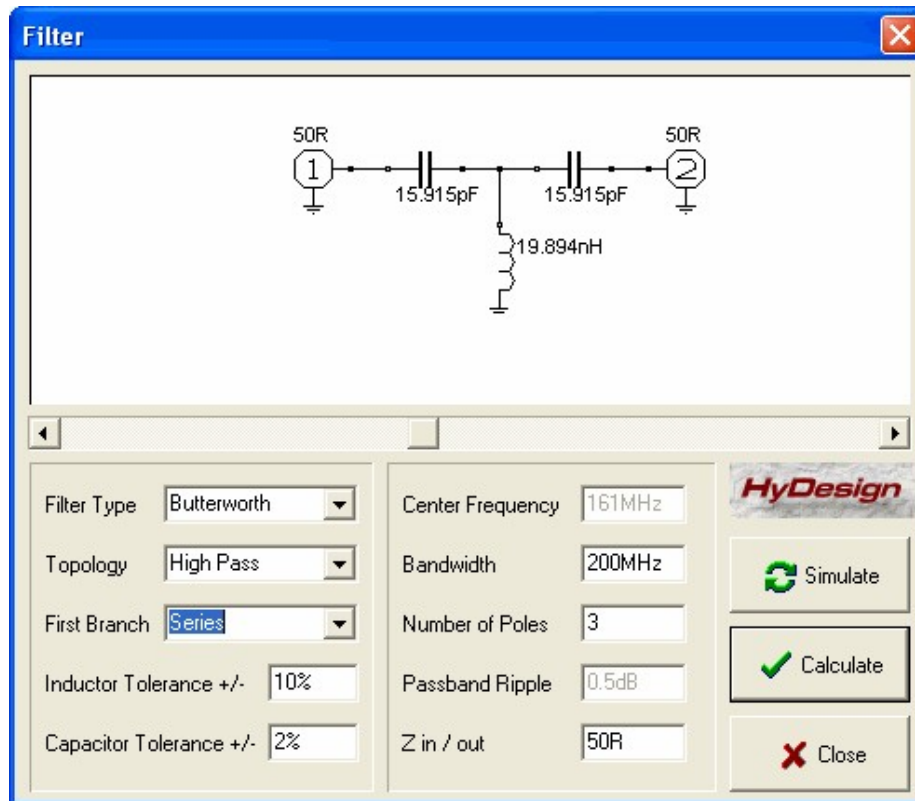 Filter
50R
50R
1
2
15.915pF
15.915pF
19.894nH
Filter Type
Butterworth
Topology
High Pass
First Branch
Series
Inductor Tolerance +/-
10%
Capacitor Tolerance +/-
2%
Center Frequency
161MHz
Bandwidth
200MHz
Number of Poles
3
Passband Ripple
0.5dB
Z in / out
50R
HyDesign
Simulate
Calculate
Close